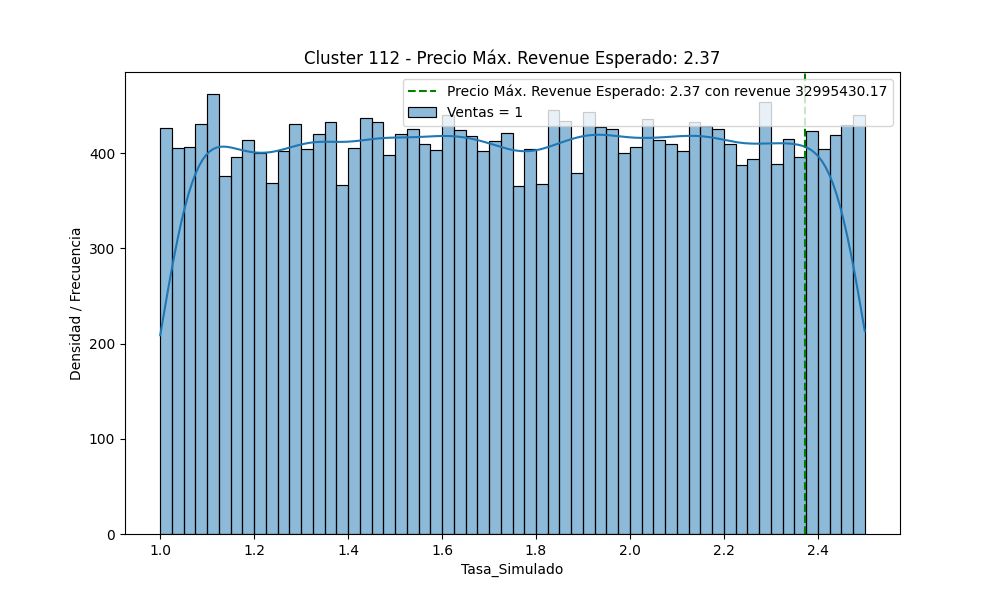 Cluster 112 - Precio Máx. Revenue Esperado: 2.37
Precio Máx. Revenue Esperado: 2.37 con revenue 32995430.17
Ventas = 1
Densidad / Frecuencia
400
300
200
100
0
1.0 1.2 1.4 1.6 1.8 2.0 2.2 2.4
Tasa_Simulado